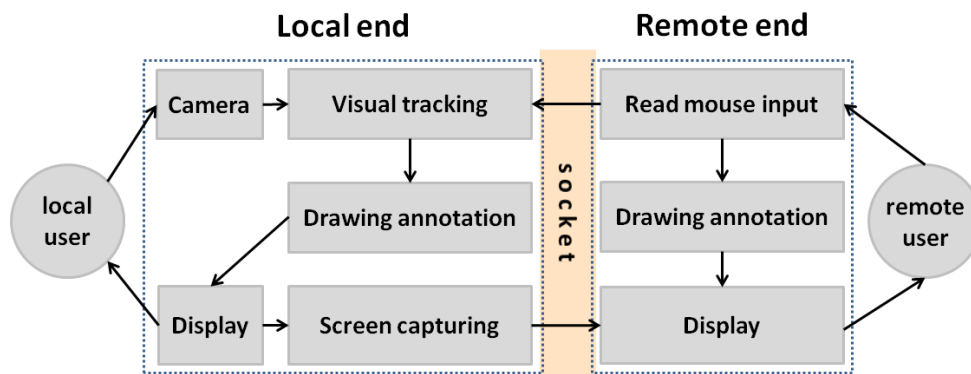 Local end
Remote end
Camera
Visual tracking
Read mouse input
local
user
Drawing annotation
socket
Drawing annotation
remote
user
Display
Screen capturing
Display